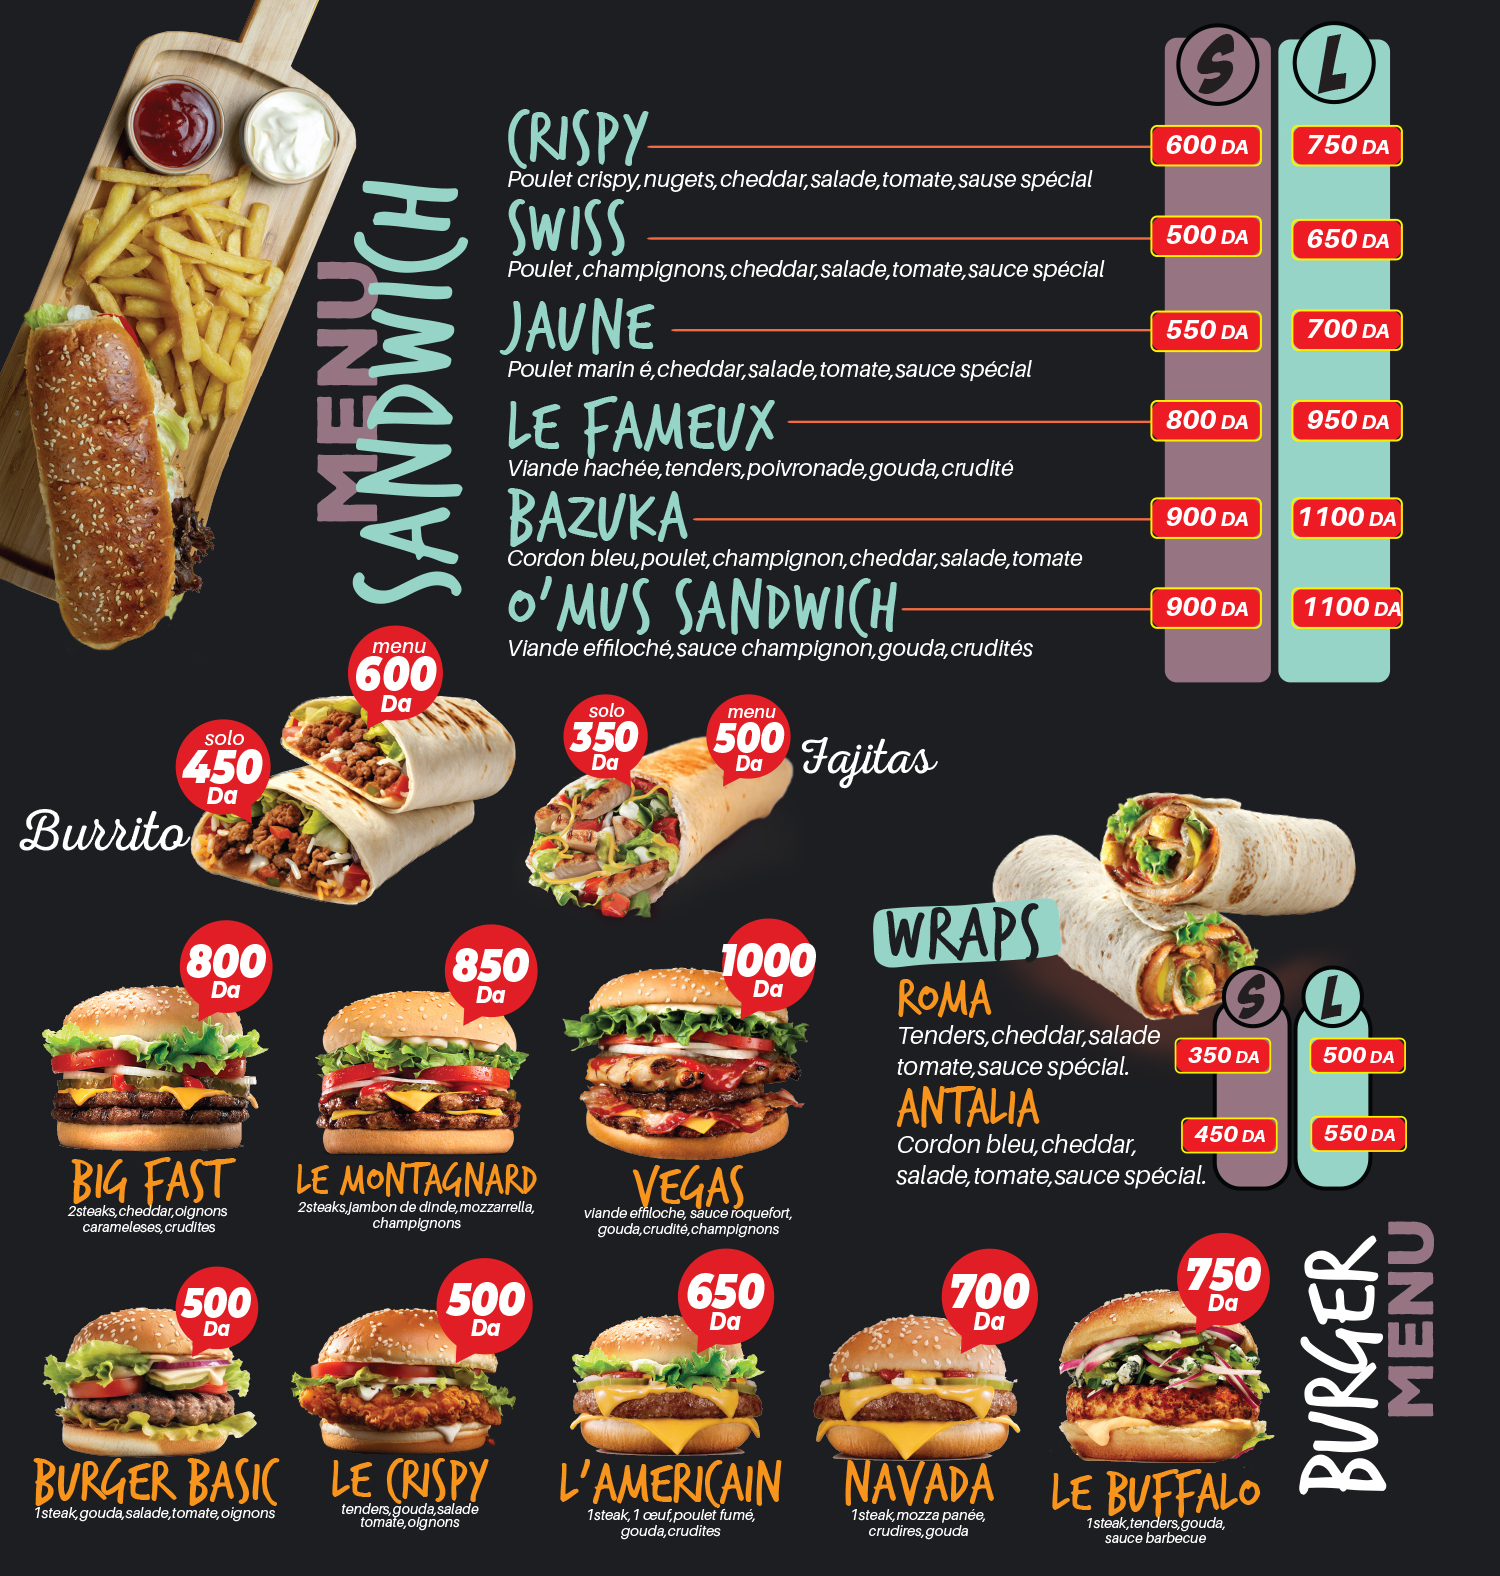 S L
MENU
SANDWICH
CRISPY 600 DA 750 DA
Poulet crispy,nugets,cheddar,salade,tomate,sause spécial
SWISS 500 DA 650 DA
Poulet ,champignons,cheddar,salade,tomate,sauce spécial
JAUNE 550 DA 700 DA
Poulet marin é,cheddar,salade,tomate,sauce spécial
LE FAMEUX 800 DA 950 DA
Viande hachée,tenders,poivronade,gouda,crudité
BAZUKA 900 DA 1100 DA
Cordon bleu,poulet,champignon,cheddar,salade,tomate
O'MUS SANDWICH 900 DA 1100 DA
Viande effiloché,sauce champignon,gouda,crudités
Burrito
solo
450
Da
menu
600
Da
solo
350
Da
menu
500
Da
Fajitas
WRAPS
S L
ROMA
Tenders,cheddar,salade
tomate,sauce spécial.
350 DA 500 DA
ANTALIA
Cordon bleu,cheddar,
salade,tomate,sauce spécial.
450 DA 550 DA
800
Da
BIG FAST
2steaks,cheddar,oignons
carameleses,crudites
850
Da
LE MONTAGNARD
2steaks,jambon de dinde,mozzarrella,
champignons
1000
Da
VEGAS
viande effiloche, sauce roquefort,
gouda,crudité,champignons
BURGER
MENU
500
Da
BURGER BASIC
1steak,gouda,salade,tomate,oignons
500
Da
LE CRISPY
tenders,gouda,salade
tomate,oignons
650
Da
L'AMERICAIN
1steak,1 œuf,poulet fumé,
gouda,crudites
700
Da
NAVADA
1steak,mozza panée,
crudires,gouda
750
Da
LE BUFFALO
1steak,tenders,gouda,
sauce barbecue